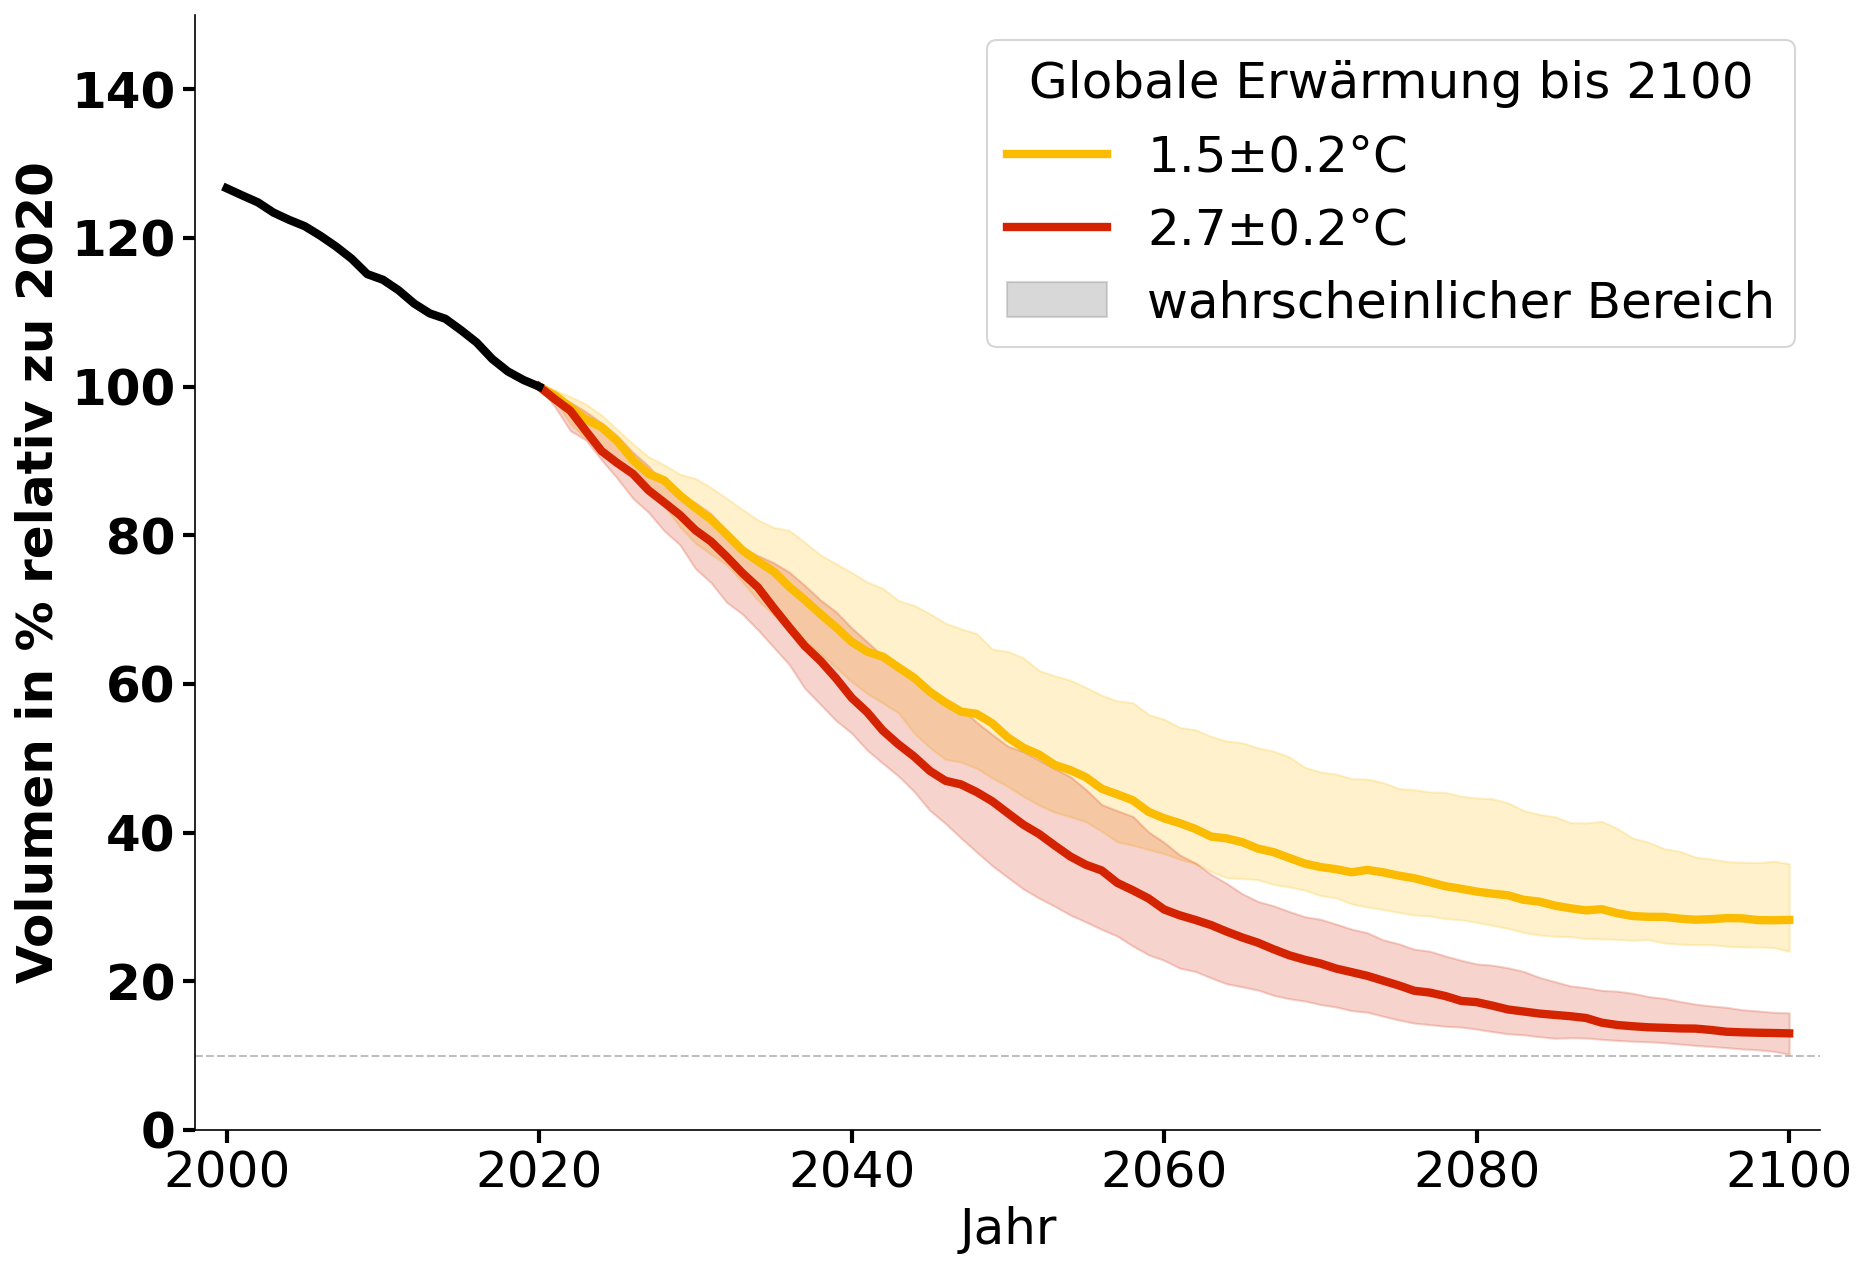 Volumen in % relativ zu 2020
140
120
100
80
60
40
20
0
Globale Erwärmung bis 2100
1.5±0.2°C
2.7±0.2°C
wahrscheinlicher Bereich
2000 2020 2040 2060 2080 2100
Jahr